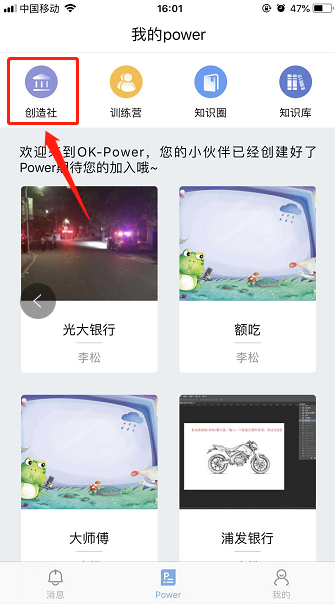 中国移动
16:01
47%
我的power
创造社
训练营
知识圈
知识库
欢迎来到OK-Power，您的小伙伴已经创建好了
Power期待您的加入哦~
光大银行
李松
额吃
李松
大师傅
浦发银行
消息
Power
我的